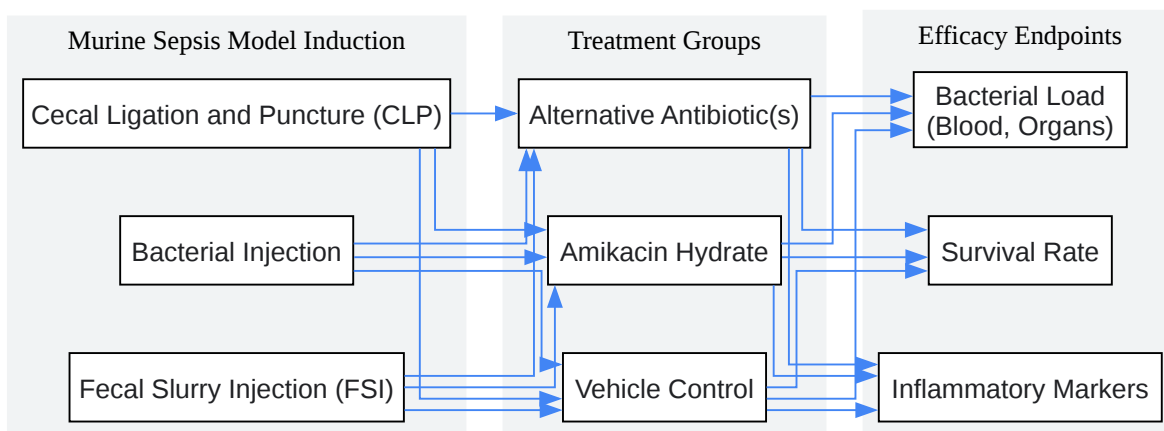 Murine Sepsis Model Induction
Cecal Ligation and Puncture (CLP)
Bacterial Injection
Fecal Slurry Injection (FSI)
Treatment Groups
Alternative Antibiotic(s)
Amikacin Hydrate
Vehicle Control
Efficacy Endpoints
Bacterial Load
(Blood, Organs)
Survival Rate
Inflammatory Markers